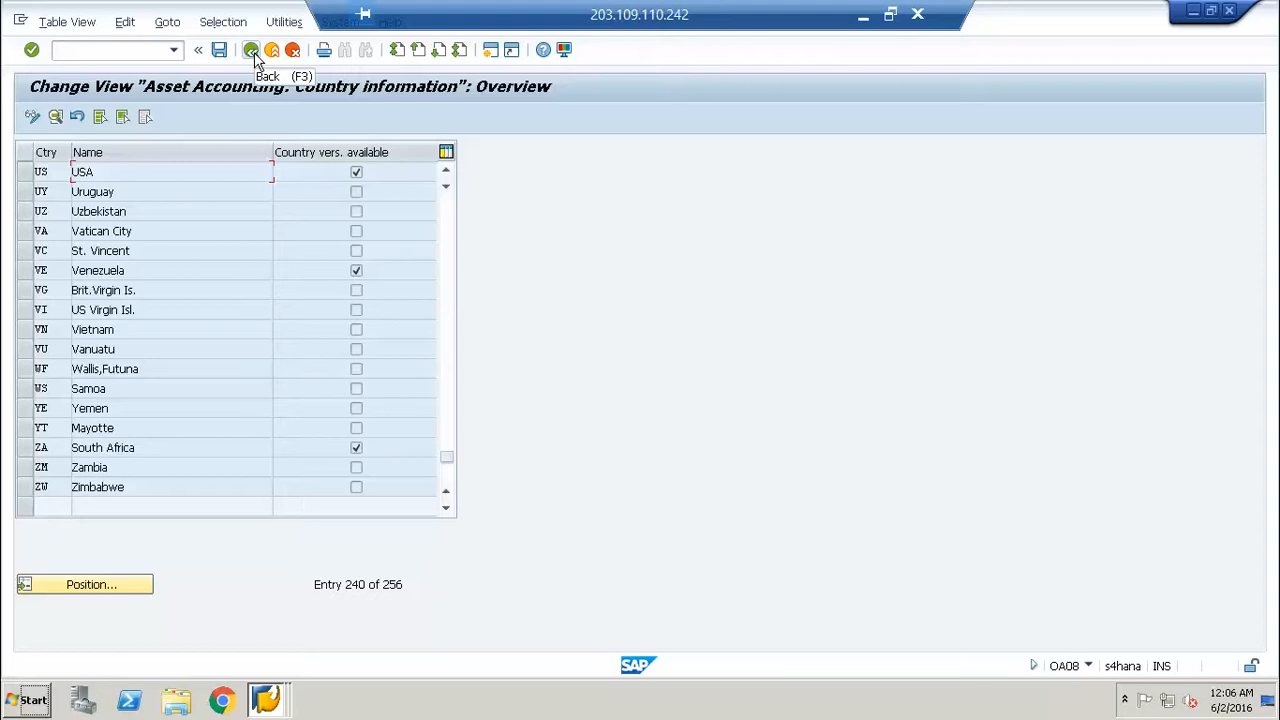 203.109.110.242
Table View Edit Goto Selection Utilities System Help
Back (F3)
Change View "Asset Accounting: Country information": Overview
Ctry Name Country vers. available
US USA
UY Uruguay
UZ Uzbekistan
VA Vatican City
VC St. Vincent
VE Venezuela
VG Brit.Virgin Is.
VI US Virgin Isl.
VN Vietnam
VU Vanuatu
WF Wallis,Futuna
WS Samoa
YE Yemen
YT Mayotte
ZA South Africa
ZM Zambia
ZW Zimbabwe
Position... Entry 240 of 256
SAP OA08 s4hana INS
Start 12:06 AM
6/2/2016